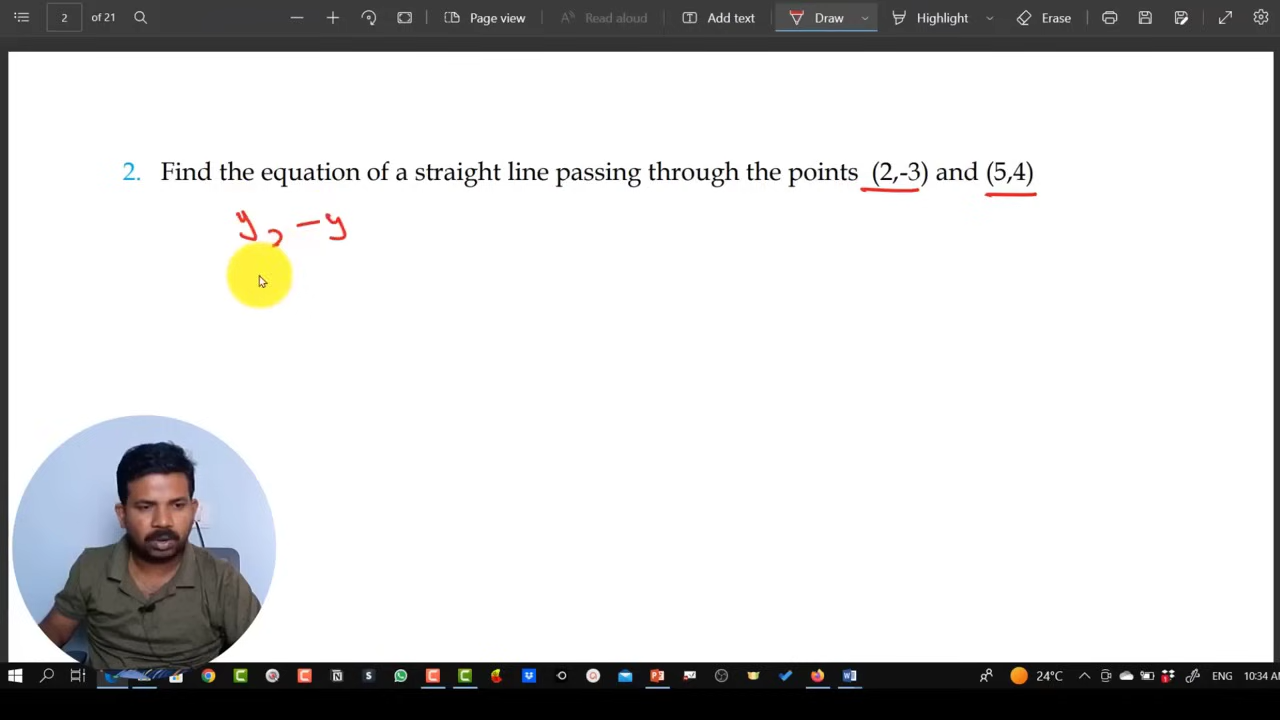 2 of 21 Page view Read aloud Add text Draw Highlight Erase
2. Find the equation of a straight line passing through the points (2,-3) and (5,4)
y, -y
24°C ENG 10:34 AM